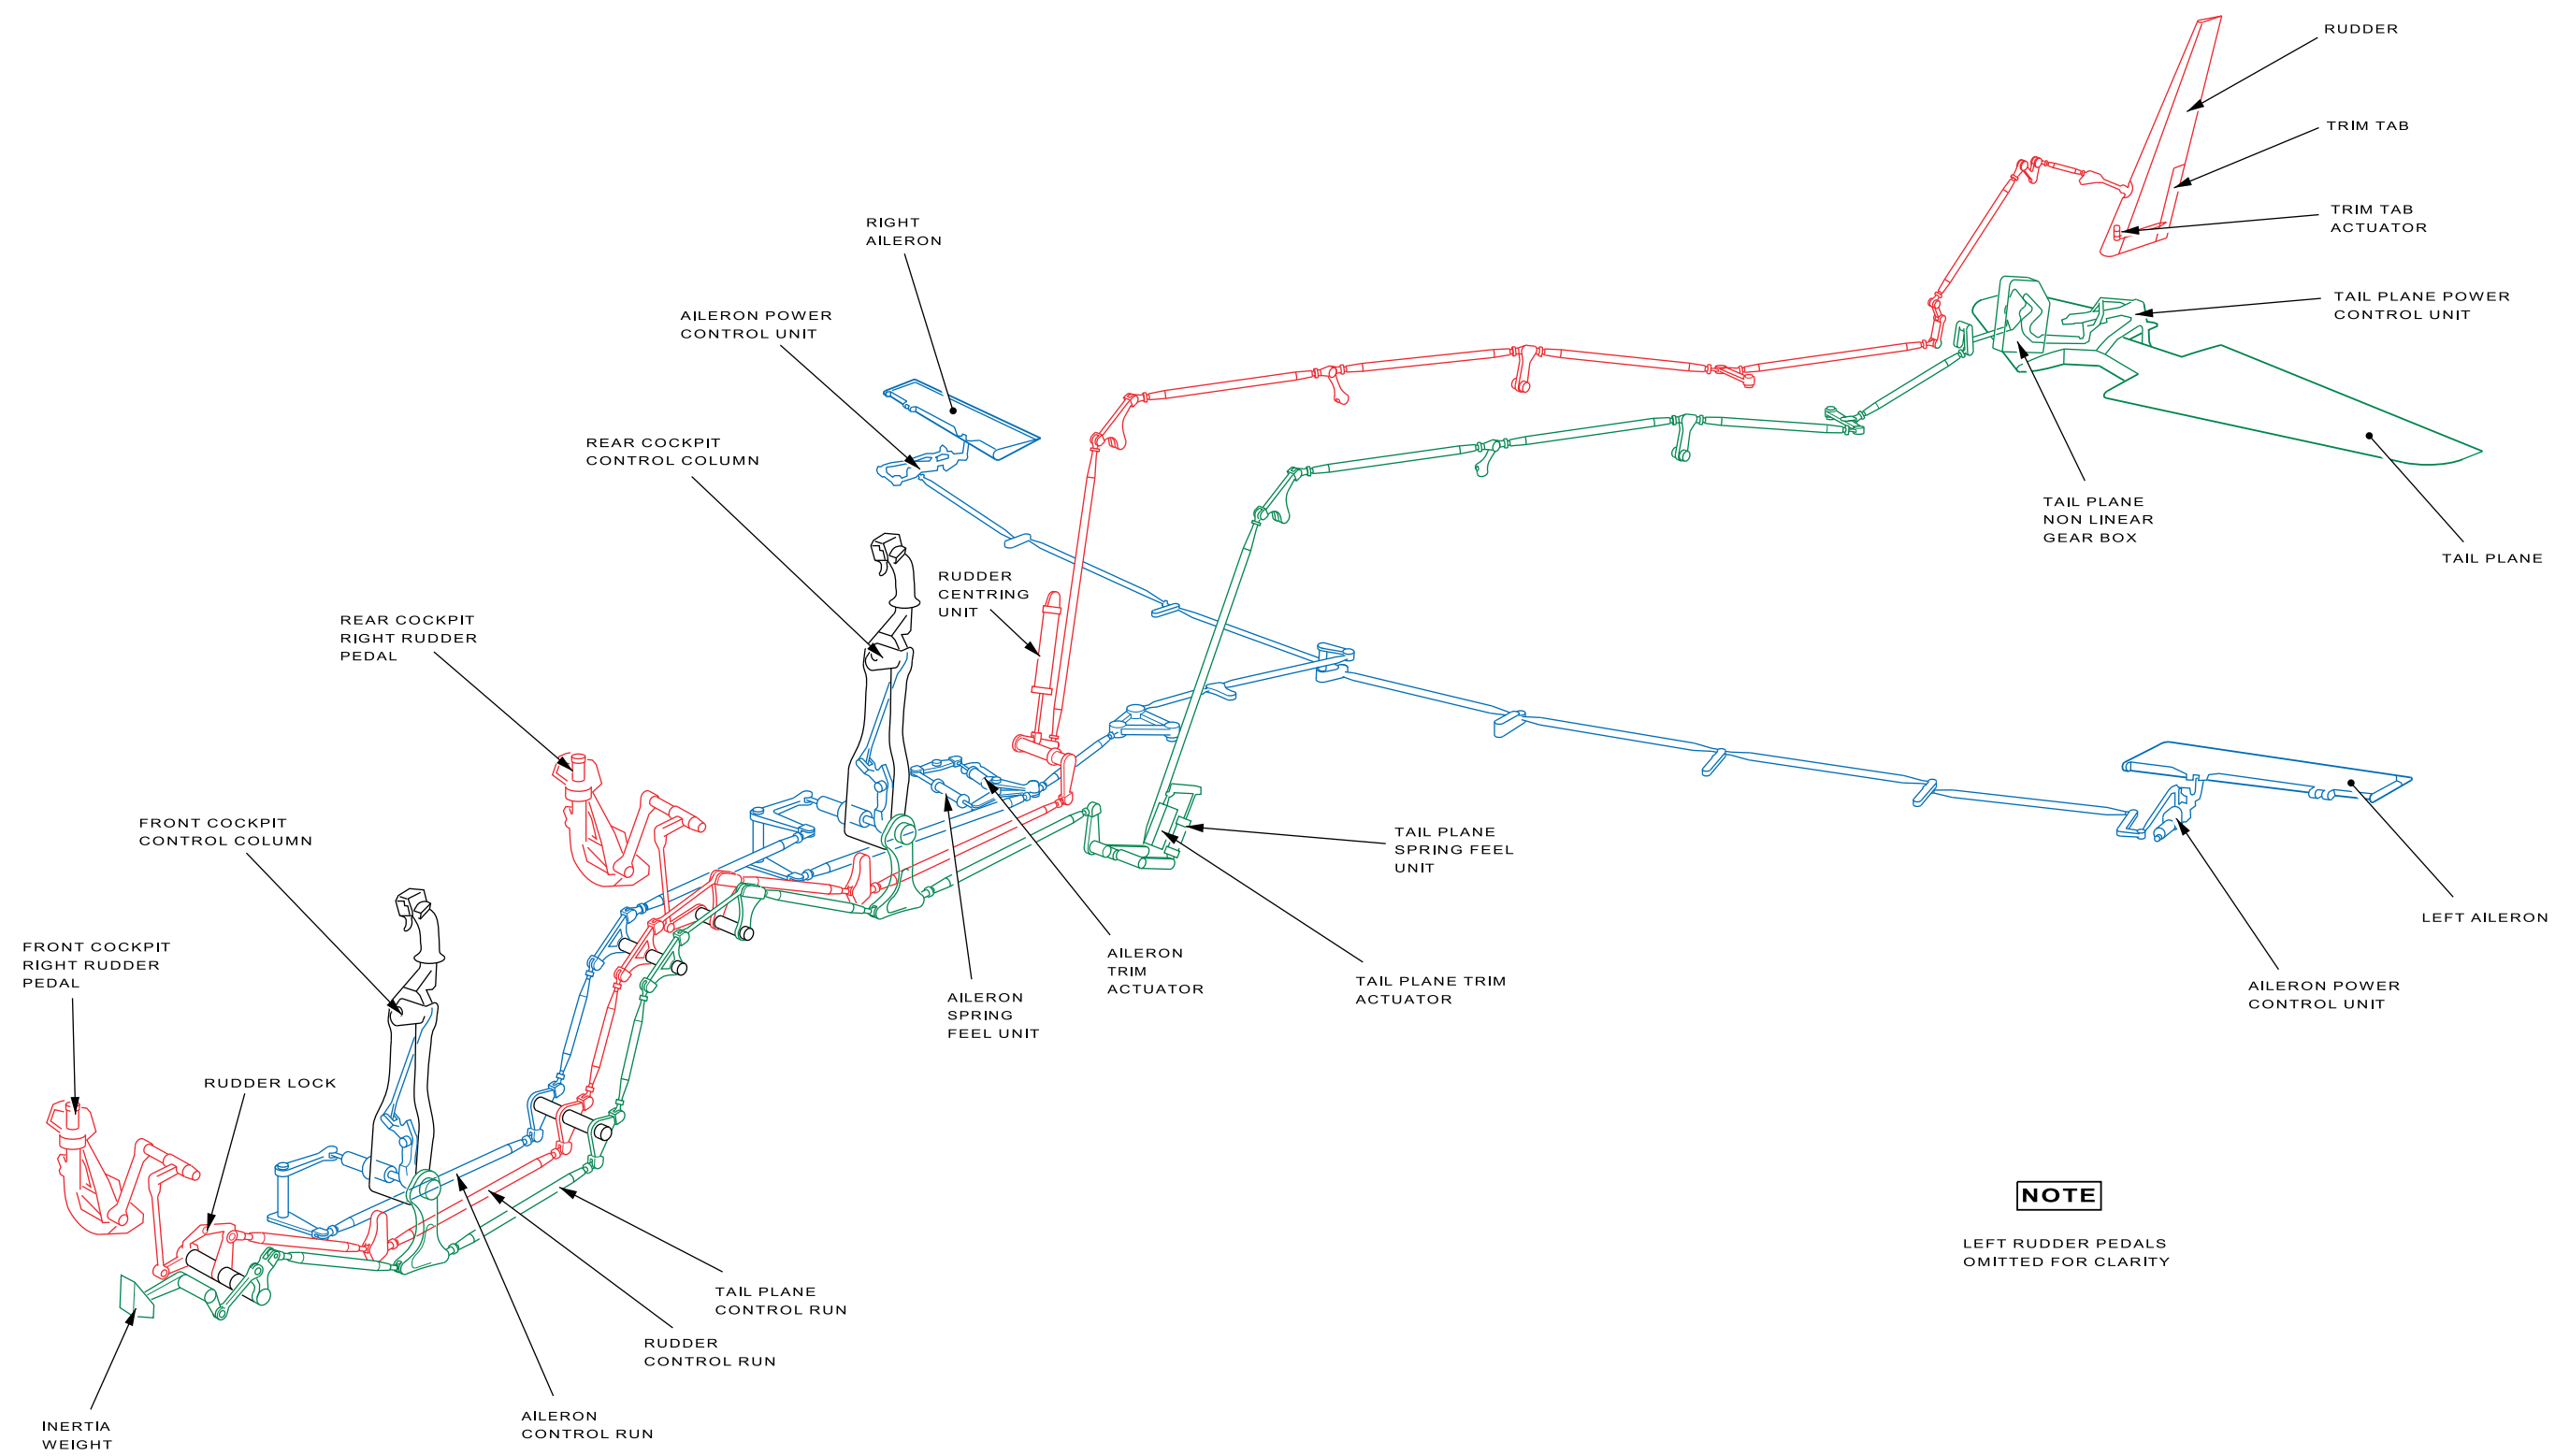 RUDDER
TRIM TAB
TRIM TAB
ACTUATOR
RIGHT
AILERON
TAIL PLANE POWER
CONTROL UNIT
AILERON POWER
CONTROL UNIT
REAR COCKPIT
CONTROL COLUMN
TAIL PLANE
NON LINEAR
GEAR BOX
TAIL PLANE
RUDDER
CENTRING
UNIT
REAR COCKPIT
RIGHT RUDDER
PEDAL
FRONT COCKPIT
CONTROL COLUMN
TAIL PLANE
SPRING FEEL
UNIT
LEFT AILERON
FRONT COCKPIT
RIGHT RUDDER
PEDAL
AILERON
TRIM
ACTUATOR
TAIL PLANE TRIM
ACTUATOR
AILERON POWER
CONTROL UNIT
AILERON
SPRING
FEEL UNIT
RUDDER LOCK
NOTE
LEFT RUDDER PEDALS
OMITTED FOR CLARITY
TAIL PLANE
CONTROL RUN
RUDDER
CONTROL RUN
AILERON
CONTROL RUN
INERTIA
WEIGHT